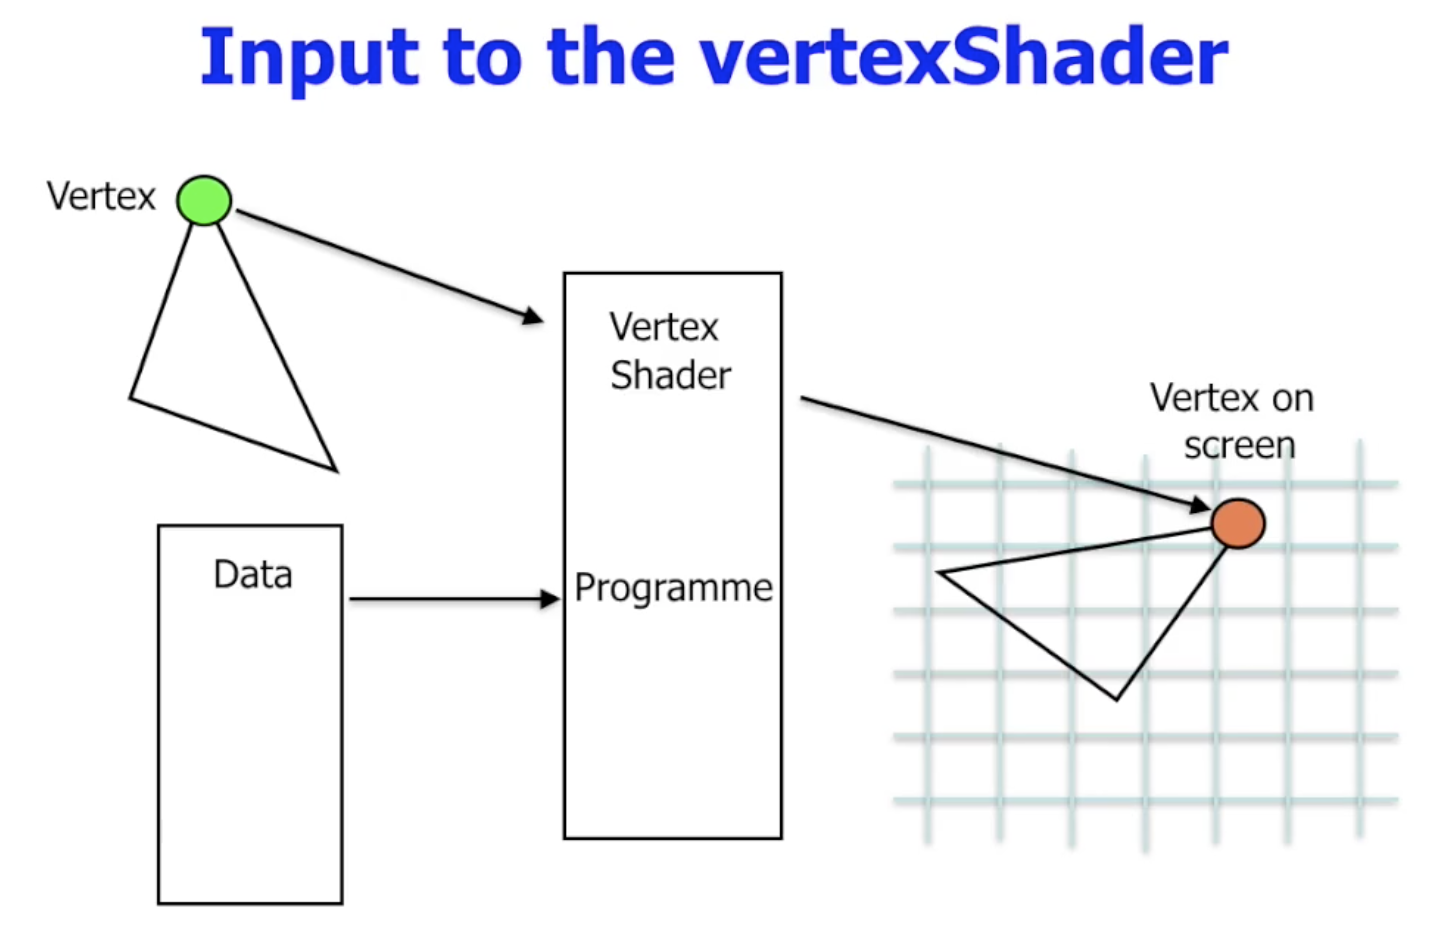 Input to the vertexShader
Vertex
Vertex
Shader
Vertex on
screen
Data
Programme